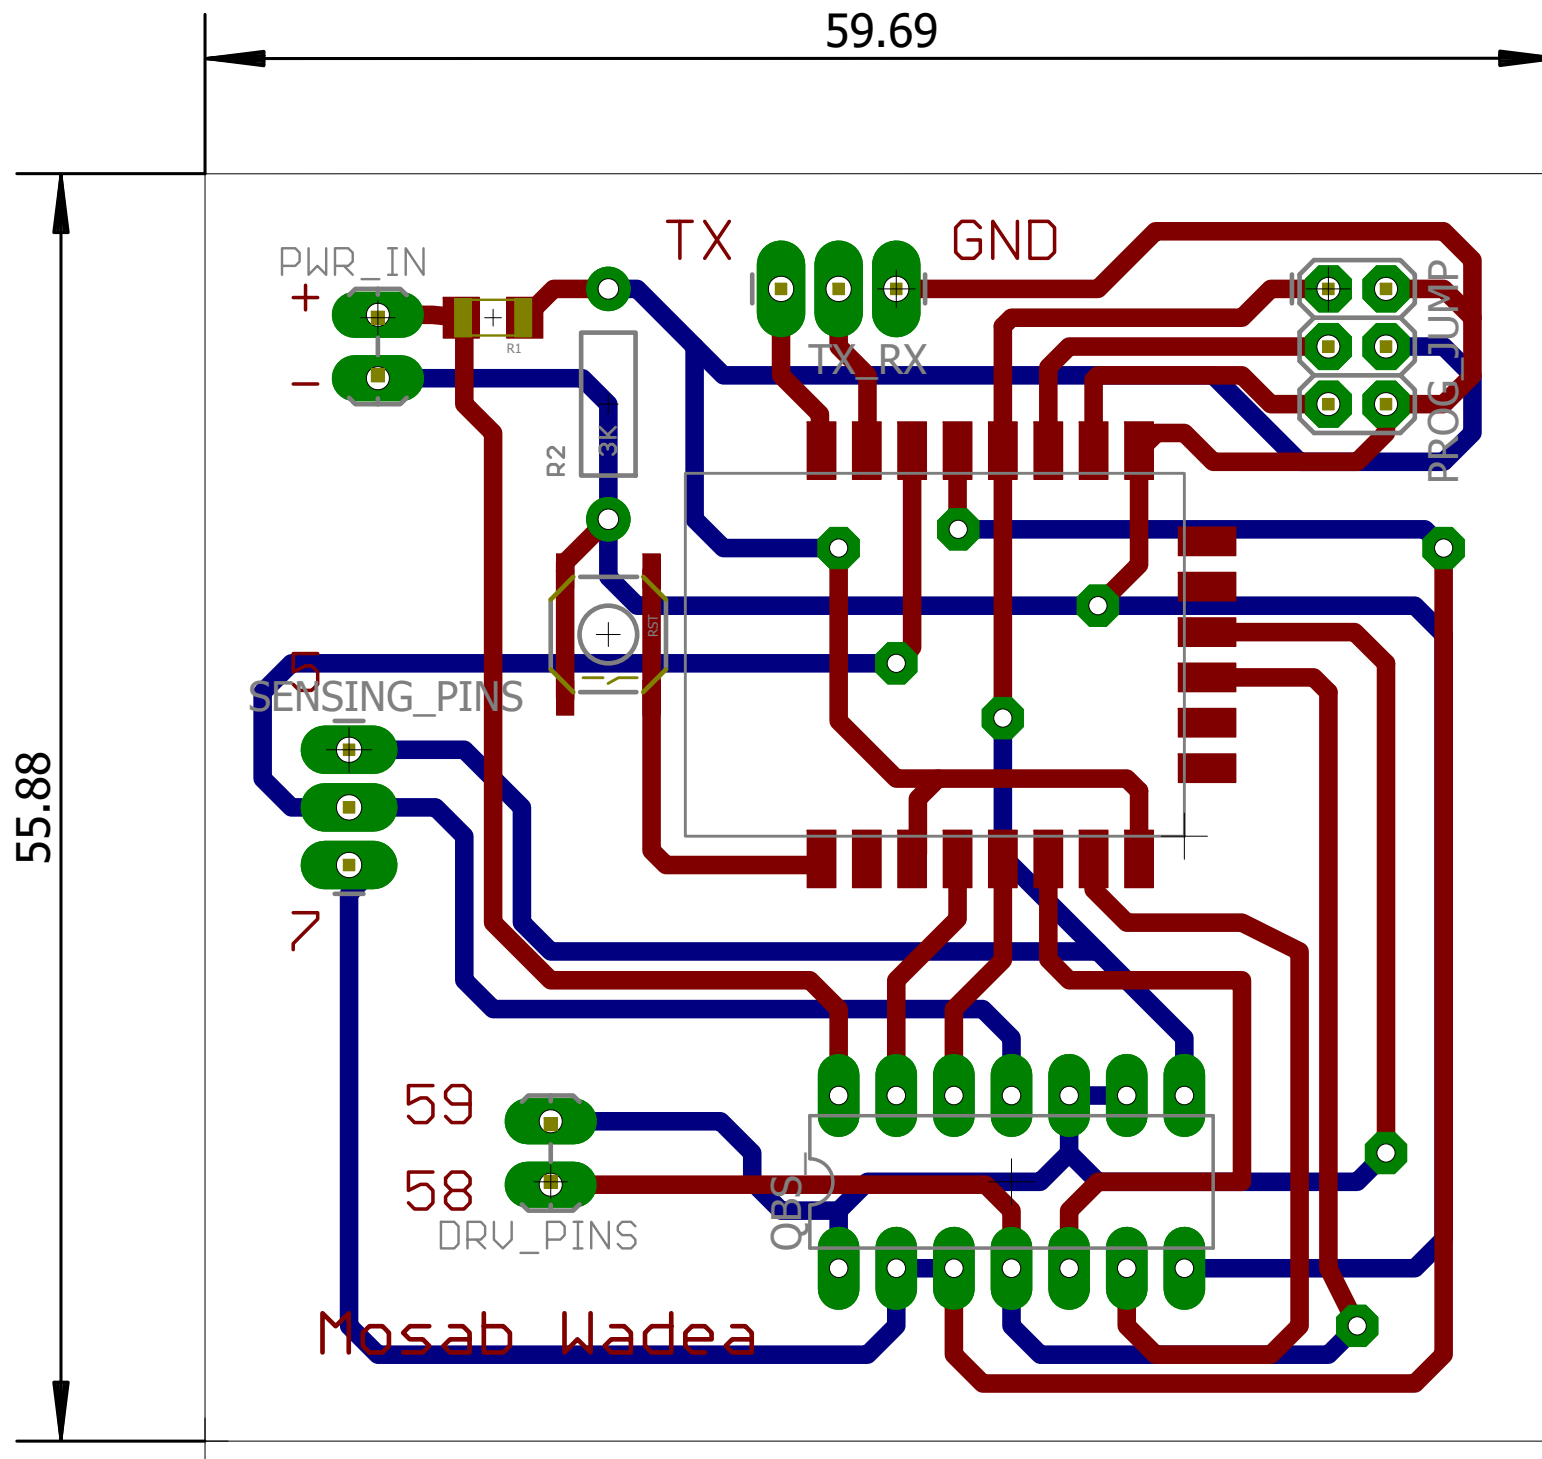 59.69
TX
GND
PWR_IN
+
PROG_JUMP
R1
TX_RX
-
3K
R2
RST
5
SENSING_PINS
55.88
7
59
58
QBS
DRV_PINS
Mosab Wadea